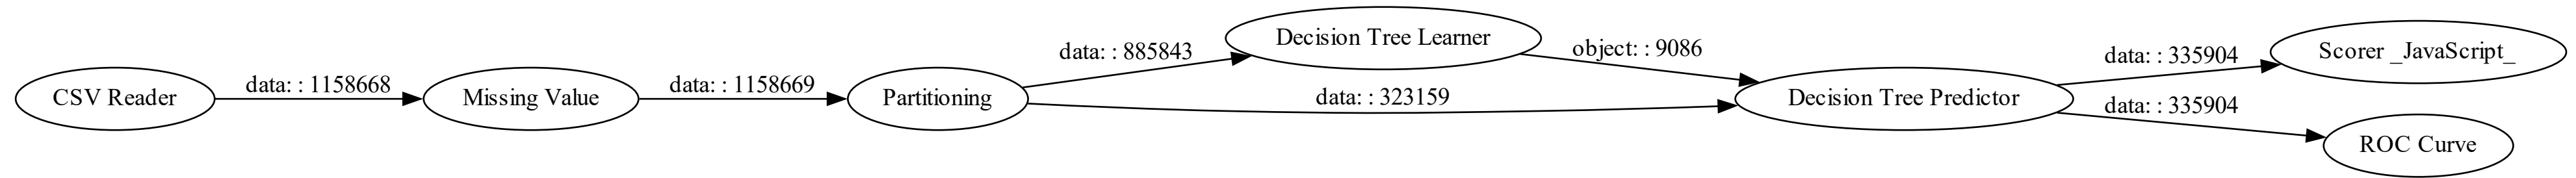 CSV Reader
data: : 1158668
Missing Value
data: : 1158669
Partitioning
data: : 885843
Decision Tree Learner
object: : 9086
data: : 323159
Decision Tree Predictor
data: : 335904
Scorer _JavaScript_
data: : 335904
ROC Curve